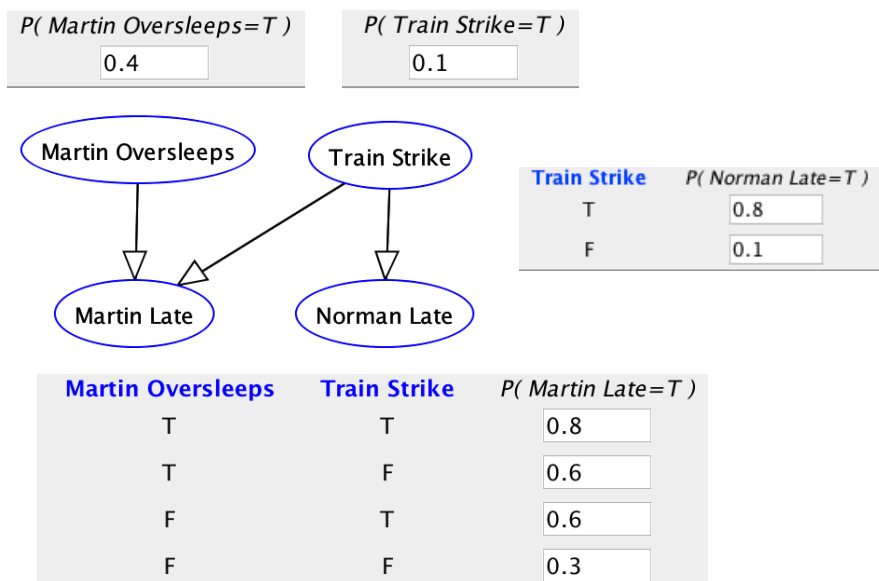 P( Martin Oversleeps=T )
0.4
P( Train Strike=T )
0.1
Martin Oversleeps
Train Strike
Martin Late
Norman Late
Train Strike P( Norman Late=T )
T 0.8
F 0.1
Martin Oversleeps Train Strike P( Martin Late=T )
T T 0.8
T F 0.6
F T 0.6
F F 0.3